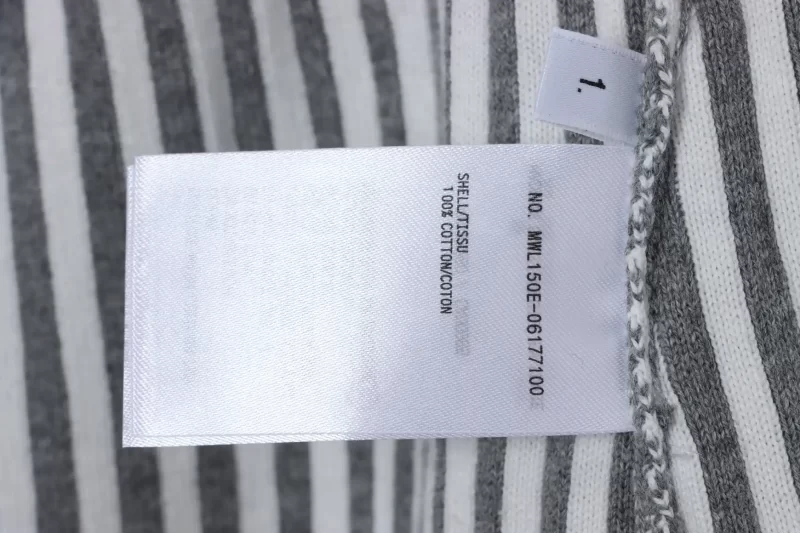 1.
NO. MWL150E-06177100
SHELL/TISSU
100% COTTON/COTON